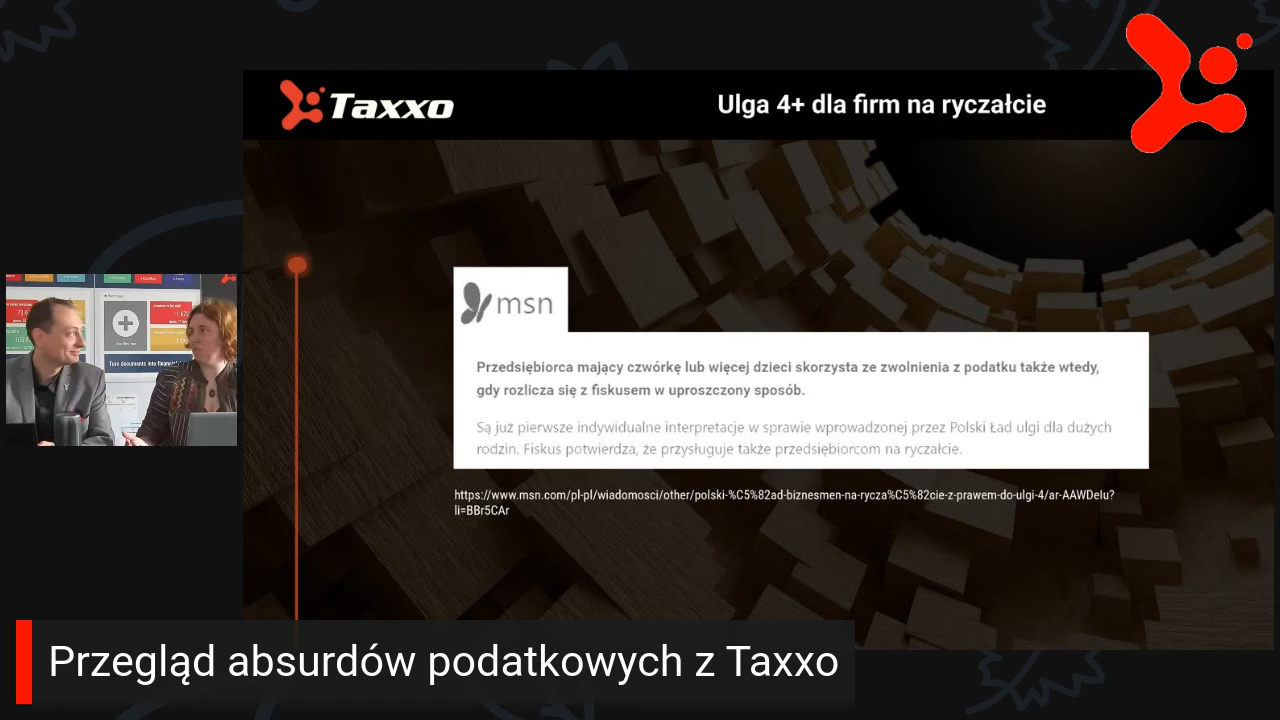 Taxxo
Ulga 4+ dla firm na ryczałcie
msn
Przedsiębiorca mający czwórkę lub więcej dzieci skorzysta ze zwolnienia z podatku także wtedy,
gdy rozlicza się z fiskusem w uproszczony sposób.
Są już pierwsze indywidualne interpretacje w sprawie wprowadzonej przez Polski Ład ulgi dla dużych
rodzin. Fiskus potwierdza, że przysługuje także przedsiębiorcom na ryczałcie.
https://www.msn.com/pl-pl/wiadomosci/other/polski-%C5%82ad-biznesmen-na-rycza%C5%82cie-z-prawem-do-ulgi-4/ar-AAWDelu?
li=BBr5CAr
Turn documents into financial
Przegląd absurdów podatkowych z Taxxo